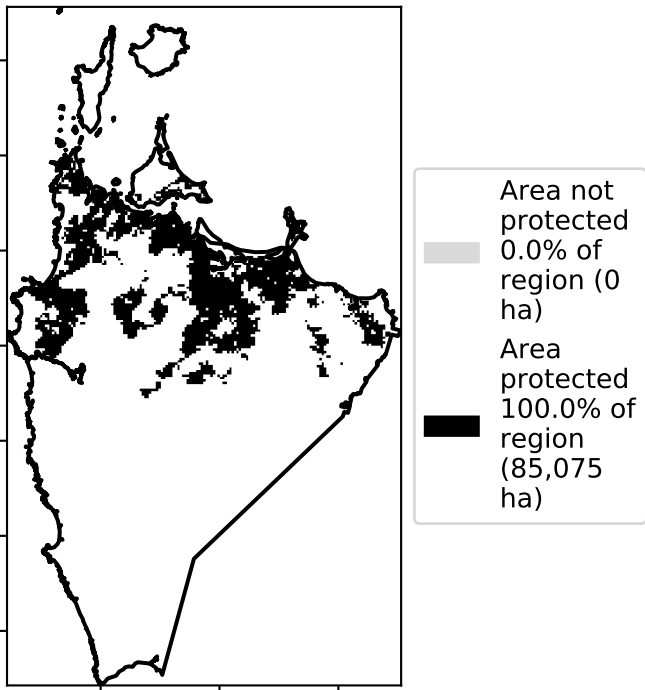 Area not
protected
0.0% of
region (0
ha)
Area
protected
100.0% of
region
(85,075
ha)